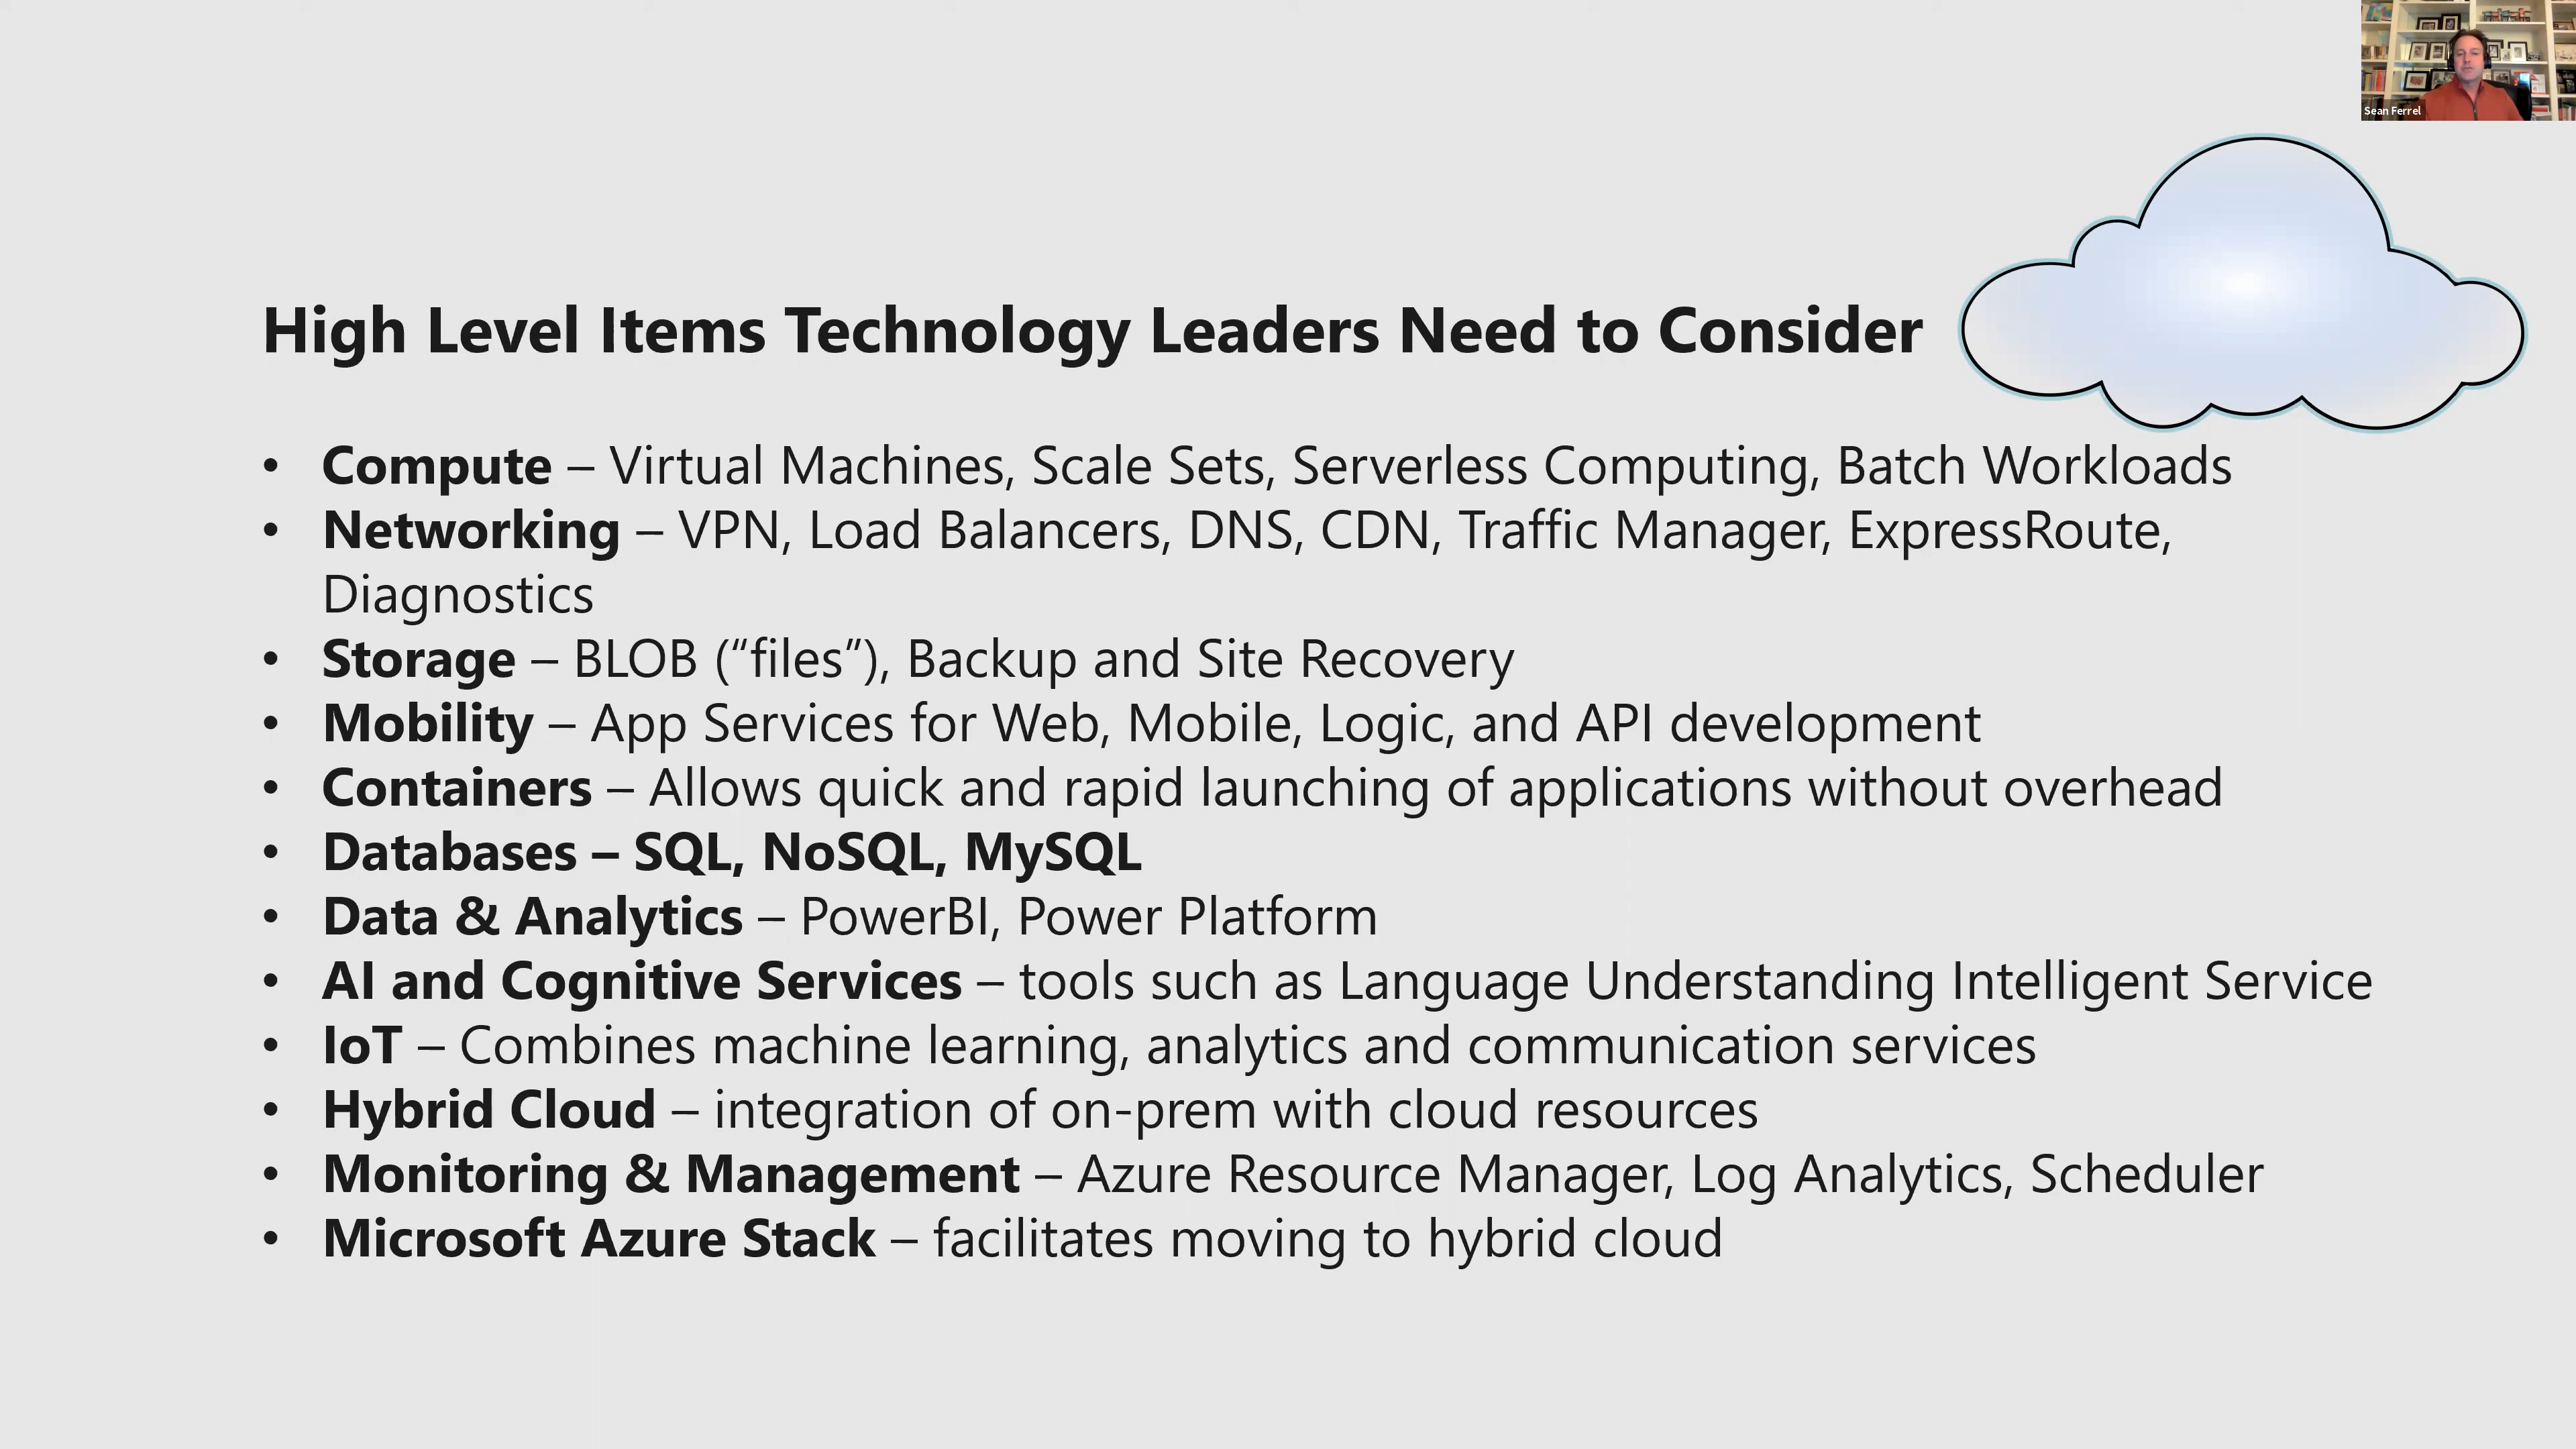 Sean Ferrel
High Level Items Technology Leaders Need to Consider
• Compute – Virtual Machines, Scale Sets, Serverless Computing, Batch Workloads
• Networking – VPN, Load Balancers, DNS, CDN, Traffic Manager, ExpressRoute,
Diagnostics
• Storage – BLOB (“files”), Backup and Site Recovery
• Mobility – App Services for Web, Mobile, Logic, and API development
• Containers – Allows quick and rapid launching of applications without overhead
• Databases – SQL, NoSQL, MySQL
• Data & Analytics – PowerBI, Power Platform
• AI and Cognitive Services – tools such as Language Understanding Intelligent Service
• IoT – Combines machine learning, analytics and communication services
• Hybrid Cloud – integration of on-prem with cloud resources
• Monitoring & Management – Azure Resource Manager, Log Analytics, Scheduler
• Microsoft Azure Stack – facilitates moving to hybrid cloud